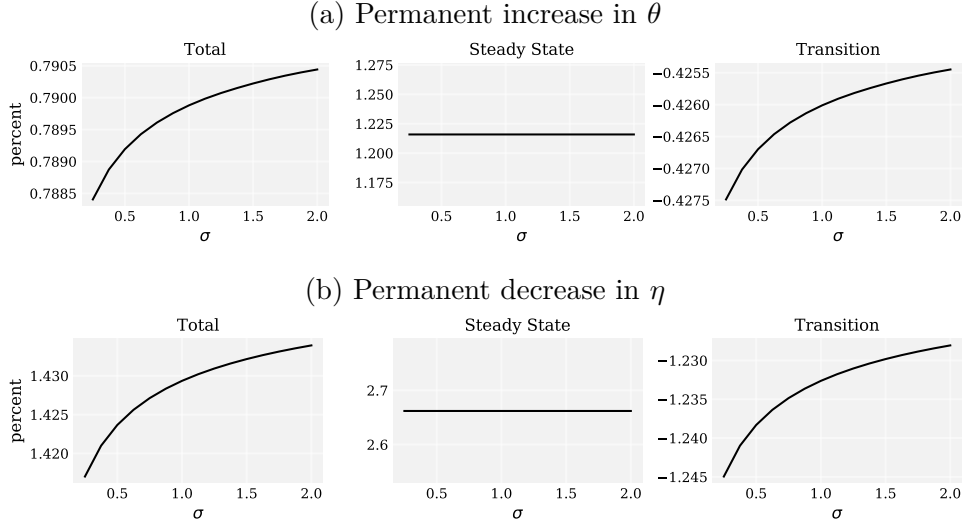 (a) Permanent increase in θ
Total
Steady State
Transition
percent
0.7905
0.7900
0.7895
0.7890
0.7885
0.5 1.0 1.5 2.0
σ
1.275
1.250
1.225
1.200
1.175
0.5 1.0 1.5 2.0
σ
−0.4255
−0.4260
−0.4265
−0.4270
−0.4275
0.5 1.0 1.5 2.0
σ
(b) Permanent decrease in η
Total
Steady State
Transition
percent
1.430
1.425
1.420
0.5 1.0 1.5 2.0
σ
2.7
2.6
0.5 1.0 1.5 2.0
σ
−1.230
−1.235
−1.240
−1.245
0.5 1.0 1.5 2.0
σ